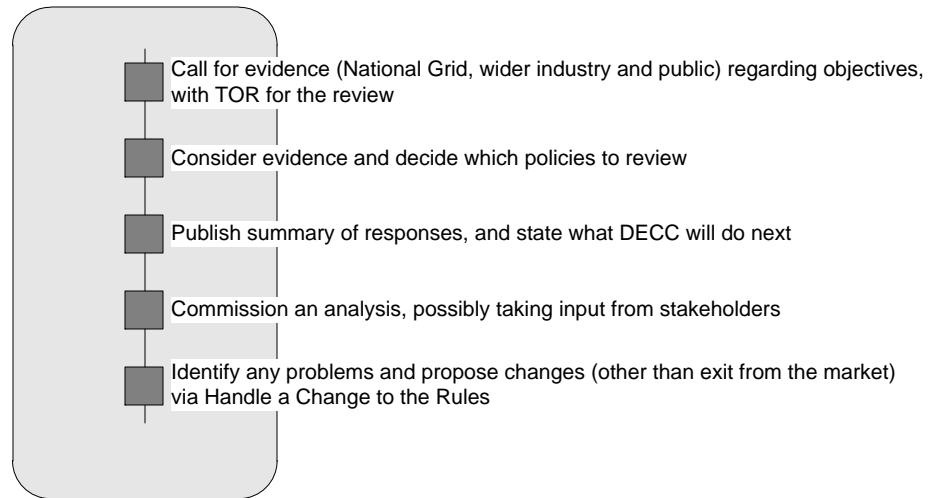 Call for evidence (National Grid, wider industry and public) regarding objectives,
with TOR for the review
Consider evidence and decide which policies to review
Publish summary of responses, and state what DECC will do next
Commission an analysis, possibly taking input from stakeholders
Identify any problems and propose changes (other than exit from the market)
via Handle a Change to the Rules